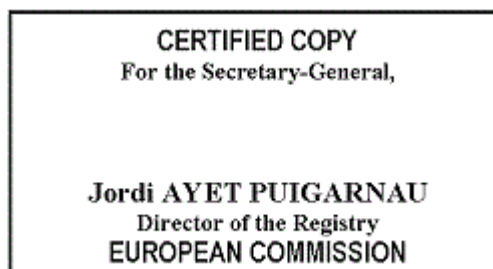 CERTIFIED COPY
For the Secretary-General,
Jordi AYET PUIGARNAU
Director of the Registry
EUROPEAN COMMISSION